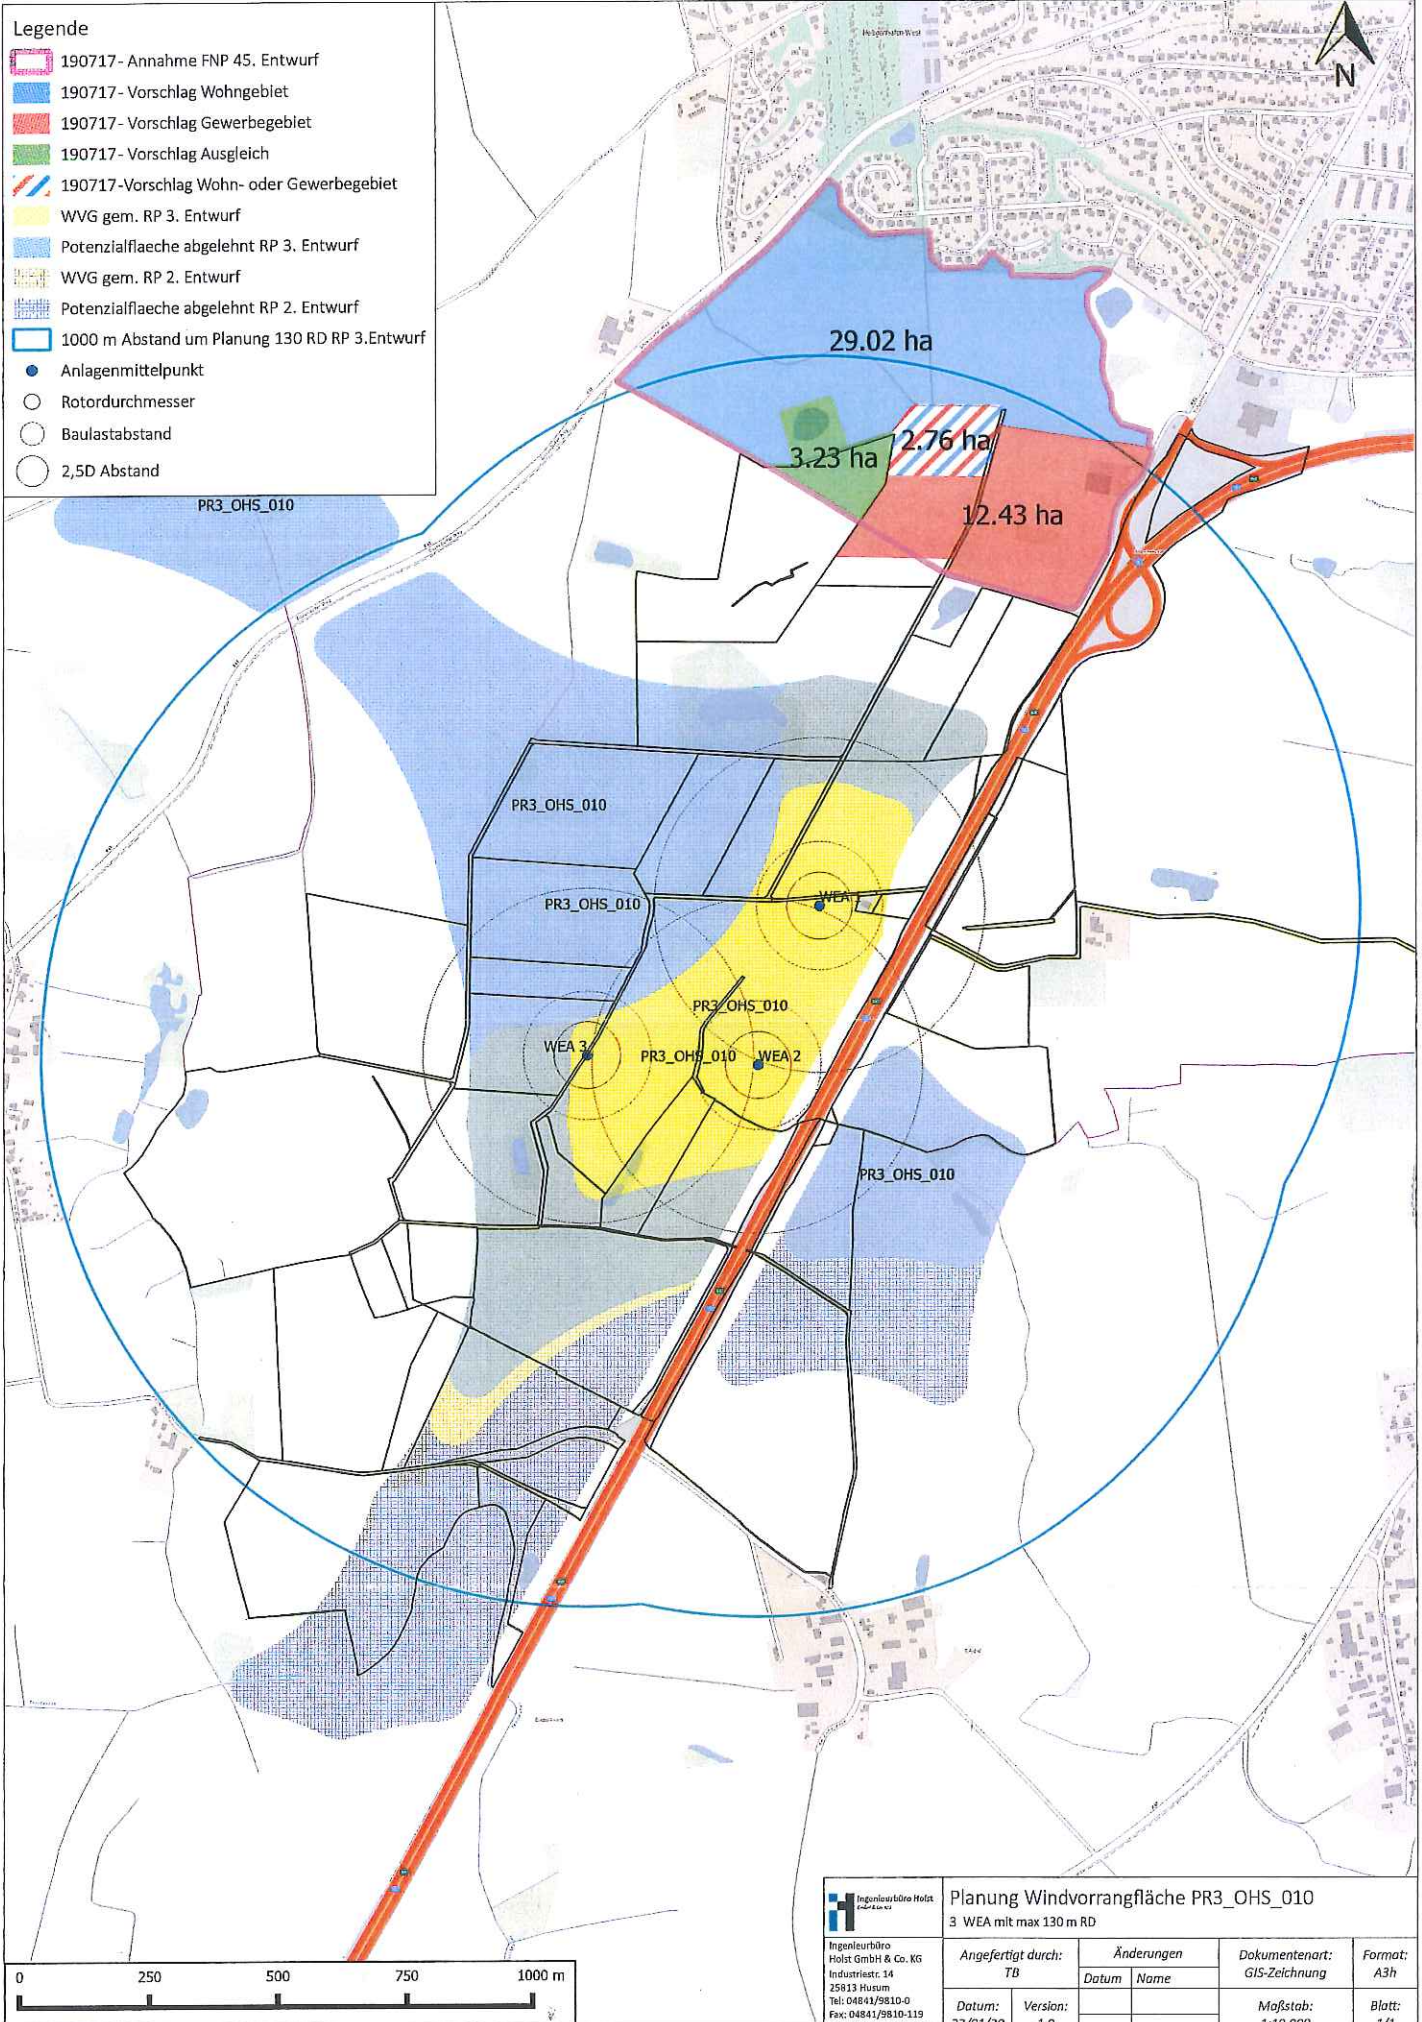 Legende
190717- Annahme FNP 45. Entwurf
190717- Vorschlag Wohngebiet
190717- Vorschlag Gewerbegebiet
190717- Vorschlag Ausgleich
190717-Vorschlag Wohn- oder Gewerbegebiet
WVG gem. RP 3. Entwurf
Potenzialflaeche abgelehnt RP 3. Entwurf
WVG gem. RP 2. Entwurf
Potenzialflaeche abgelehnt RP 2. Entwurf
1000 m Abstand um Planung 130 RD RP 3.Entwurf
Anlagenmittelpunkt
Rotordurchmesser
Baulastabstand
2,5D Abstand
N
29.02 ha
2.76 ha
3.23 ha
12.43 ha
PR3_OHS_010
PR3_OHS_010
PR3_OHS_010
WEA
PR3_OHS_010
WEA 3
PR3_OHS_010
WEA 2
PR3_OHS_010
0 250 500 750 1000 m
Ingenieurbüro Holst
Planung Windvorrangfläche PR3_OHS_010
3 WEA mit max 130 m RD
Ingenieurbüro
Holst GmbH & Co. KG
Industriestr. 14
25813 Husum
Tel: 04841/9810-0
Fax: 04841/9810-119
Angefertigt durch:
TB
Änderungen
Datum Name
Dokumentenart:
GIS-Zeichnung
Format:
A3h
Datum:
Version:
Maßstab:
Blatt: